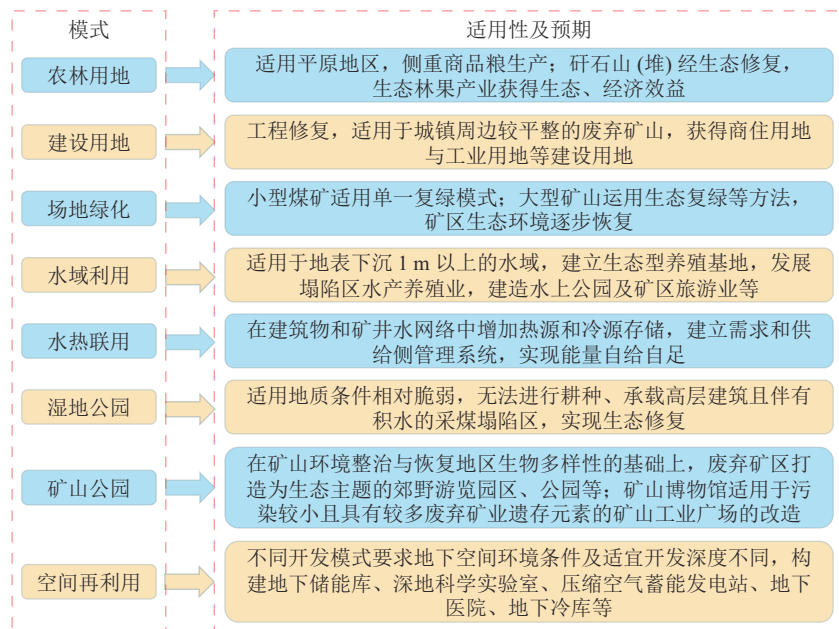 模式
适用性及预期
农林用地
适用平原地区，侧重商品粮生产；矸石山 (堆) 经生态修复，
生态林果产业获得生态、经济效益
建设用地
工程修复，适用于城镇周边较平整的废弃矿山，获得商住用地
与工业用地等建设用地
场地绿化
小型煤矿适用单一复绿模式；大型矿山运用生态复绿等方法，
矿区生态环境逐步恢复
水域利用
适用于地表下沉 1 m 以上的水域，建立生态型养殖基地，发展
塌陷区水产养殖业，建造水上公园及矿区旅游业等
水热联用
在建筑物和矿井水网络中增加热源和冷源存储，建立需求和供
给侧管理系统，实现能量自给自足
湿地公园
适用地质条件相对脆弱，无法进行耕种、承载高层建筑且伴有
积水的采煤塌陷区，实现生态修复
矿山公园
在矿山环境整治与恢复地区生物多样性的基础上，废弃矿区打
造为生态主题的郊野游览园区、公园等；矿山博物馆适用于污
染较小且具有较多废弃矿业遗存元素的矿山工业广场的改造
空间再利用
不同开发模式要求地下空间环境条件及适宜开发深度不同，构
建地下储能库、深地科学实验室、压缩空气蓄能发电站、地下
医院、地下冷库等